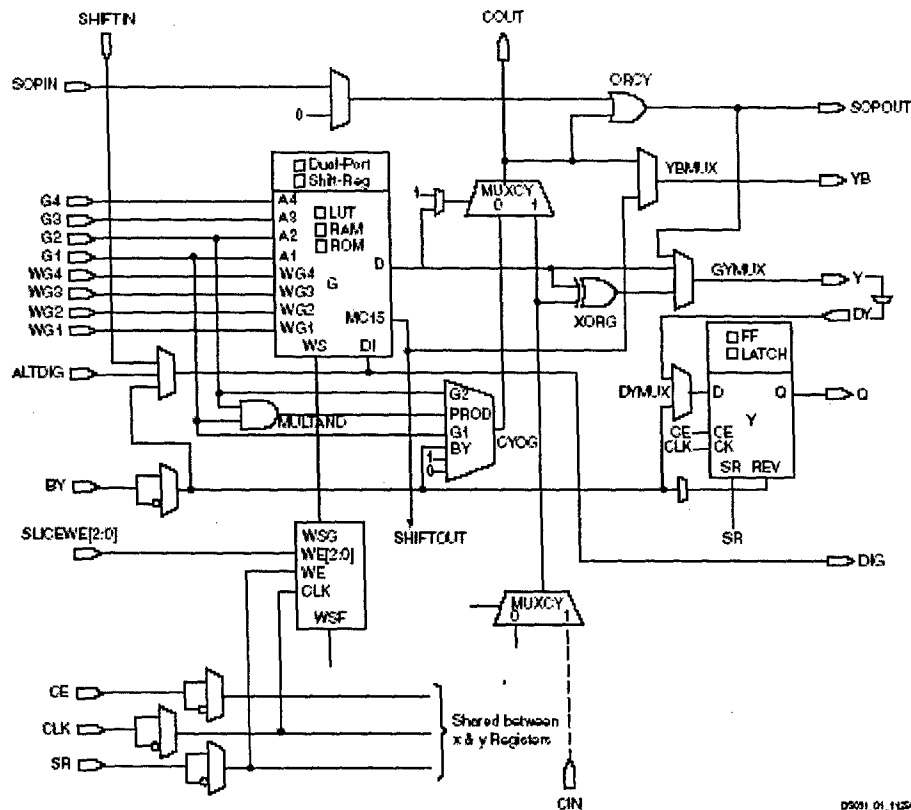 SHIFTIN
COUT
SOPIN
0
ORCY
SOPOUT
Dual-Port
Shift-Reg
YBMUX
YB
1
MUXCY
0 1
G4
G3
G2
G1
WG4
WG3
WG2
WG1
A4
A3
A2
A1
WG4
WG3
WG2
WG1
LUT
RAM
ROM
G
D
MC15
WS
DI
GYMUX
Y
DY
XORG
FF
LATCH
DYMUX
D
Q
Q
Y
CE
CLK
CE
CK
SR REV
SR
ALTDIG
MULTAND
G2
PROD
G1
BY
1
0
CYOG
BY
SLICEWE[2:0]
WSG
WE[2:0]
WE
CLK
WSF
SHIFTOUT
DIG
MUXCY
0 1
CE
CLK
SR
Shared between
x & y Registers
CIN